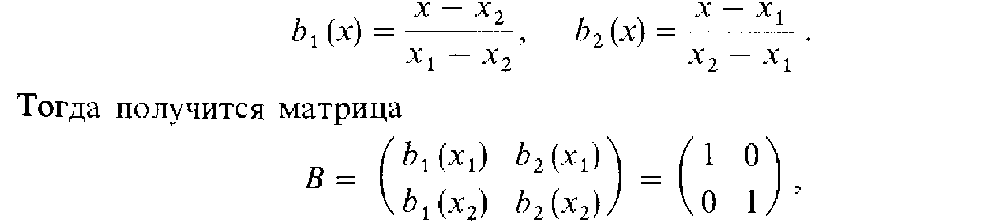 b₁(x) = (x − x₂)/(x₁ − x₂), b₂(x) = (x − x₁)/(x₂ − x₁).
Тогда получится матрица
B = ( b₁(x₁) b₂(x₁) ; b₁(x₂) b₂(x₂) ) = ( 1 0 ; 0 1 ),